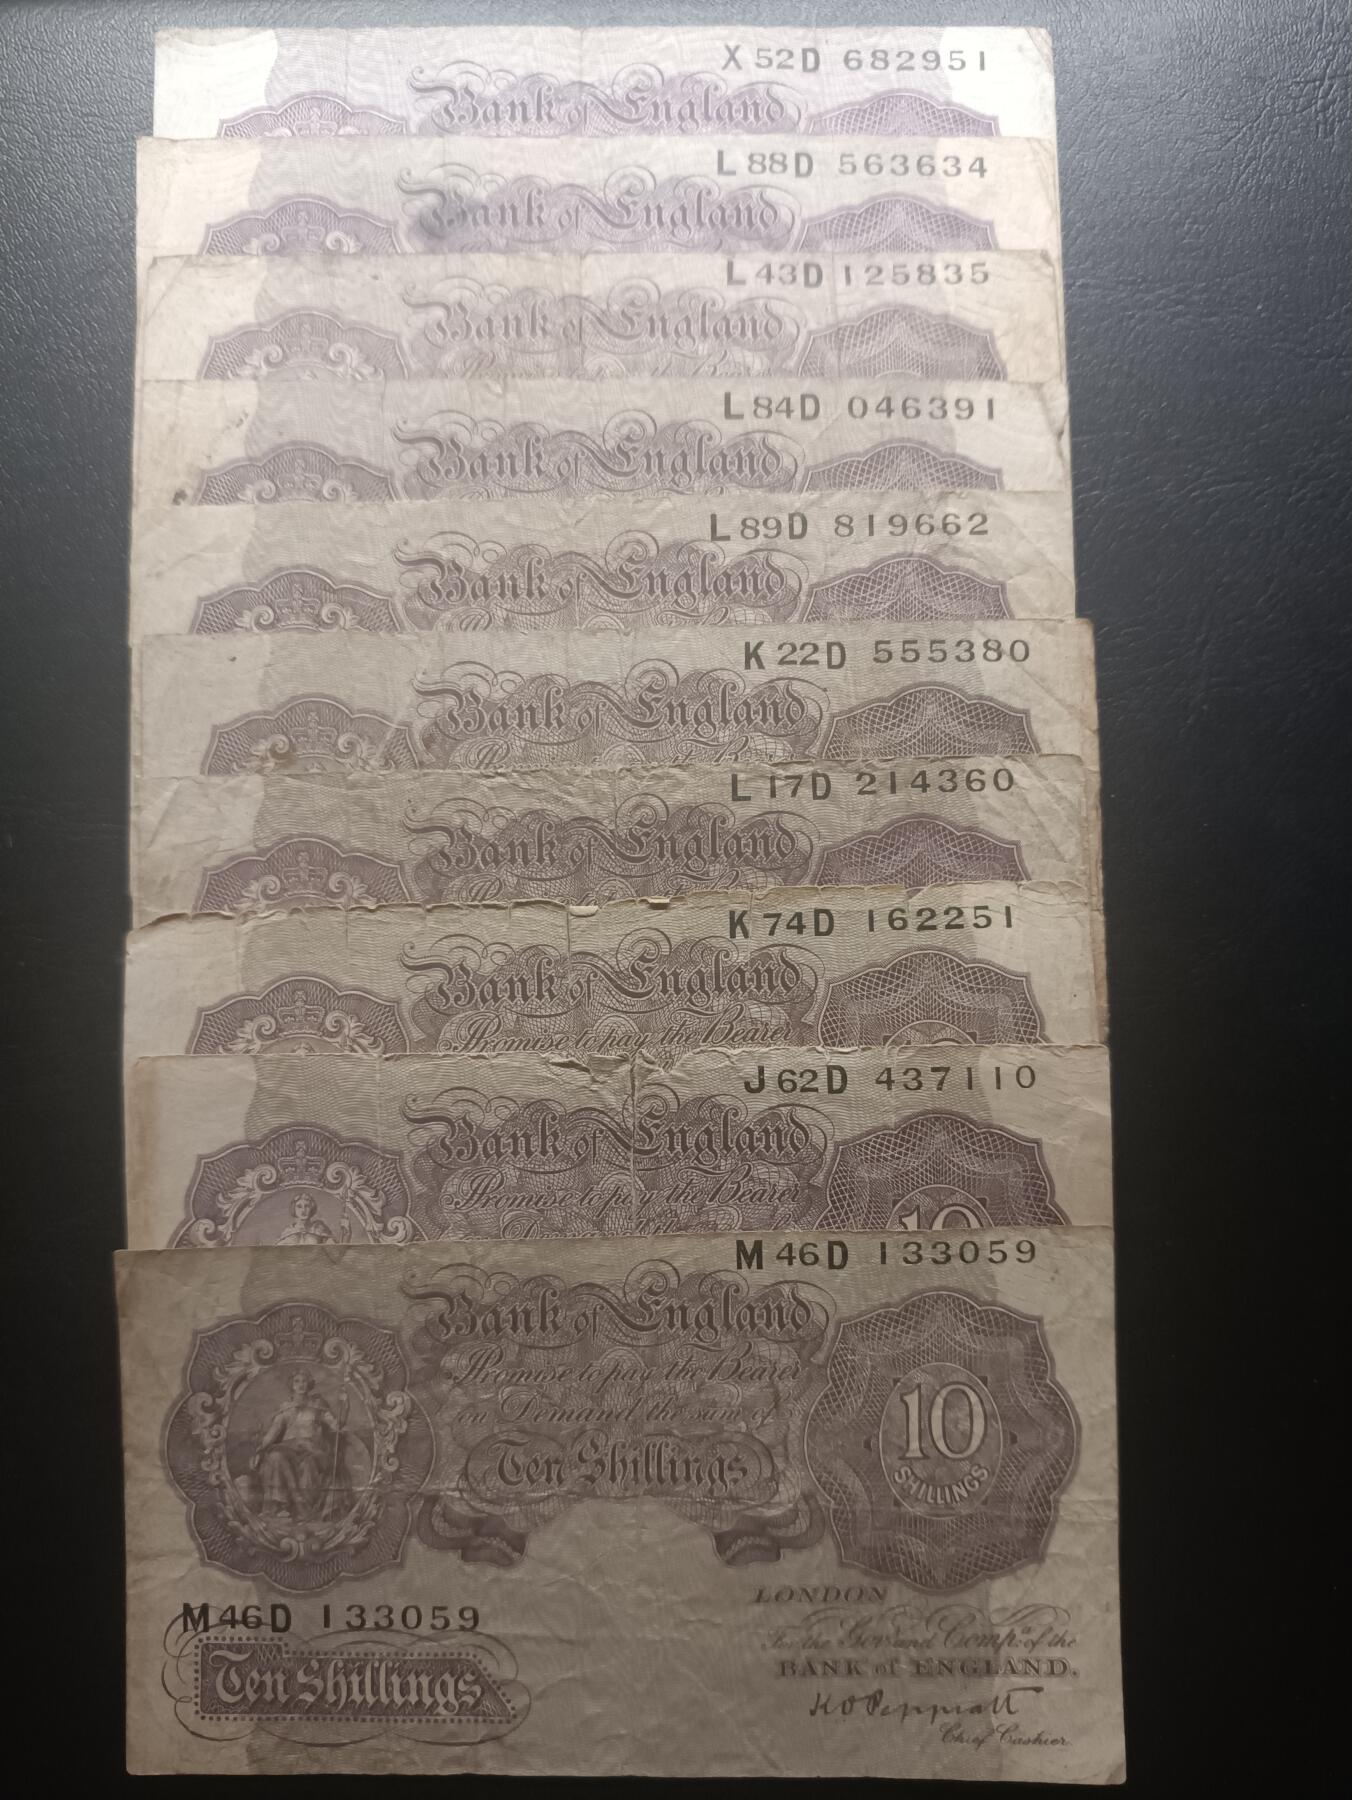 X 52D 682951
Bank of England
L 88D 563634
Bank of England
L 43D 125835
Bank of England
L 84D 046391
Bank of England
L 89D 819662
Bank of England
K 22D 555380
Bank of England
L 17D 214360
Bank of England
K 74D 162251
Bank of England
Promise to pay the Bearer
J 62D 437110
Bank of England
Promise to pay the Bearer
10
M 46D 133059
Bank of England
Promise to pay the Bearer
on Demand the sum of
Ten Shillings
10
SHILLINGS
LONDON
M 46D 133059
For the Govr and Compa of the
BANK of ENGLAND.
Ten Shillings
K O Peppiatt
Chief Cashier